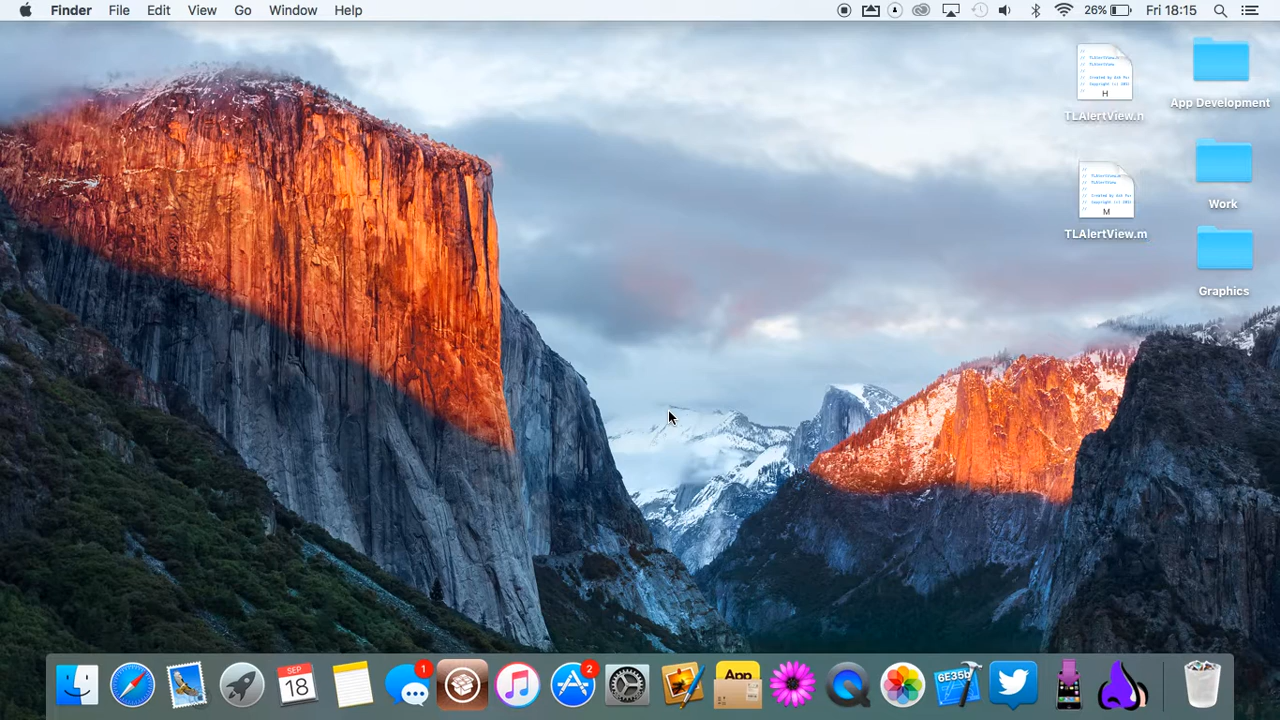 Finder File Edit View Go Window Help 26% Fri 18:15
H
TLAlertView.h
App Development
M
TLAlertView.m
Work
Graphics
SEP
18
1
2
App
6E35b